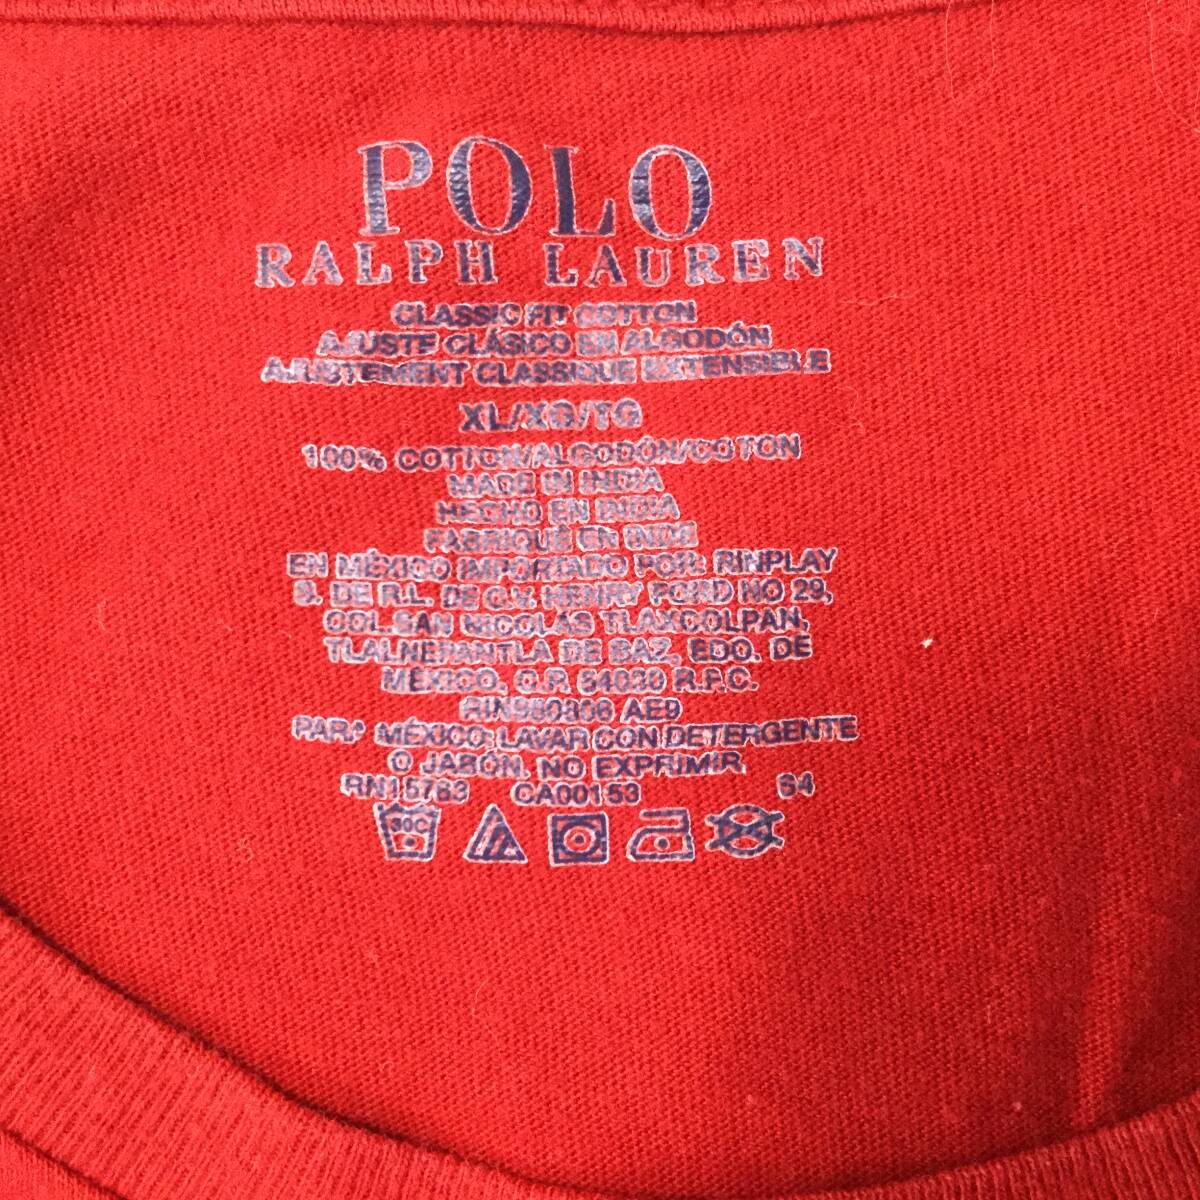 POLO
RALPH LAUREN
CLASSIC FIT COTTON
AJUSTE CLÁSICO EN ALGODÓN
AJUSTEMENT CLASSIQUE EXTENSIBLE
XL/XG/TG
100% COTTON/ALGODÓN/COTON
MADE IN INDIA
HECHO EN INDIA
FABRIQUÉ EN INDE
EN MÉXICO IMPORTADO POR: RINPLAY
S. DE R.L. DE C.V. HENRY FORD NO 29,
COL.SAN NICOLÁS TLAXCOLPAN,
TLALNEPANTLA DE BAZ, EDO. DE
MÉXICO, C.P. 54030 R.F.C.
AE9
PARA MÉXICO: LAVAR CON DETERGENTE
O JABÓN. NO EXPRIMIR
RN15763 CA00153 64
30C